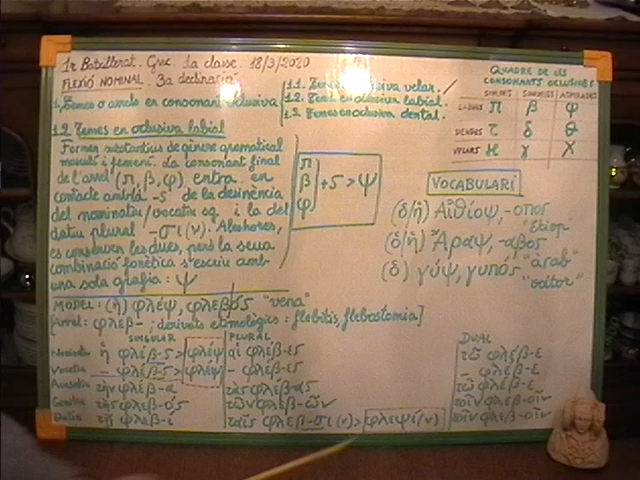 1r Batxillerat. Grec. 1a classe. 18/3/2020
FLEXIÓ NOMINAL. 3a declinació
1. Temes o arrels en consonant oclusiva
1.1. Temes en oclusiva velar.
1.2. Temes en oclusiva labial.
1.3. Temes en oclusiva dental.
QUADRE DE LES
CONSONANTS OCLUSIVES
SORDES SONORES ASPIRADES
LABIALS π β φ
DENTALS τ δ θ
VELARS κ γ χ
1.2. Temes en oclusiva labial
Formen substantius de gènere gramatical
masculí i femení. La consonant final
de l'arrel (π, β, φ) entra en
contacte amb la -ς de la desinència
del nominatiu/vocatiu sg. i la del
datiu plural -σι(ν). Aleshores,
es conserven les dues, però la seua
combinació fonètica s'escriu amb
una sola grafia: ψ
π
β + ς > ψ
φ
VOCABULARI
(ὁ/ἡ) Αἰθίοψ, -οπος
"etíop"
(ὁ/ἡ) Ἄραψ, -αβος
"àrab"
(ὁ) γύψ, γυπός "voltor"
MODEL: (ἡ) φλέψ, φλεβός "vena"
[Arrel: φλεβ- ; derivats etimològics: flebitis, flebotomia]
SINGULAR PLURAL DUAL
Nominatiu ἡ φλέβ-ς > φλέψ αἱ φλέβ-ες τὼ φλέβ-ε
Vocatiu - φλέβ-ς > φλέψ - φλέβ-ες - φλέβ-ε
Acusatiu τὴν φλέβ-α τὰς φλέβ-ας τὼ φλέβ-ε
Genitiu τῆς φλεβ-ός τῶν φλεβ-ῶν τοῖν φλεβ-οῖν
Datiu τῇ φλεβ-ί ταῖς φλεβ-σί(ν) > φλεψί(ν) τοῖν φλεβ-οῖν